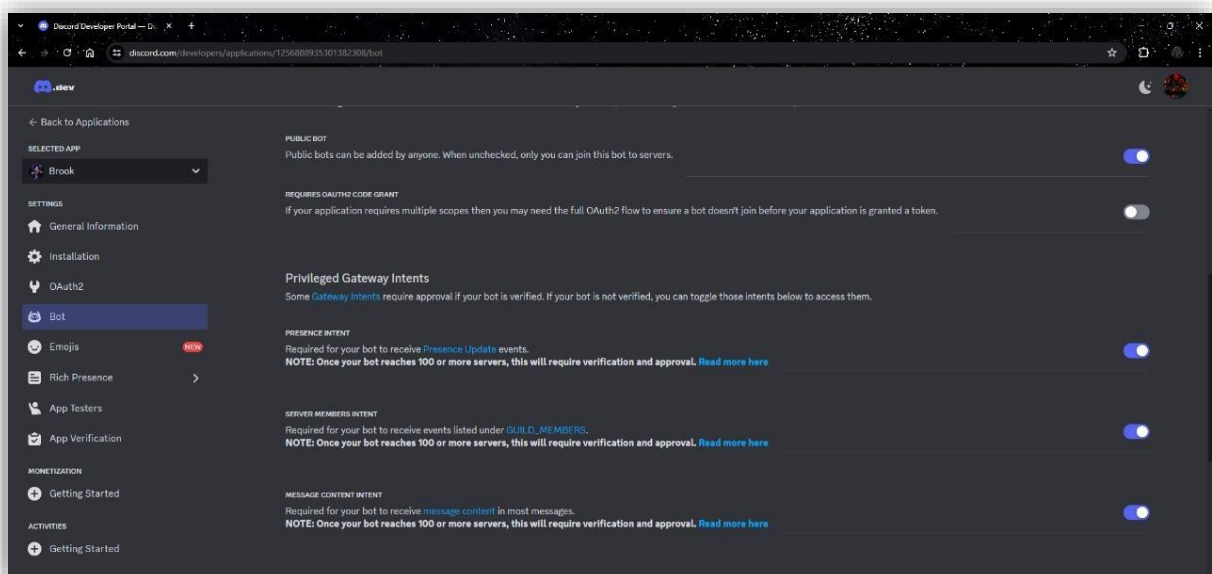 Discord Developer Portal — D
discord.com/developers/applications/1256888935301382308/bot
.dev
← Back to Applications
SELECTED APP
Brook
SETTINGS
General Information
Installation
OAuth2
Bot
Emojis
NEW
Rich Presence
App Testers
App Verification
MONETIZATION
Getting Started
ACTIVITIES
Getting Started
PUBLIC BOT
Public bots can be added by anyone. When unchecked, only you can join this bot to servers.
REQUIRES OAUTH2 CODE GRANT
If your application requires multiple scopes then you may need the full OAuth2 flow to ensure a bot doesn't join before your application is granted a token.
Privileged Gateway Intents
Some Gateway Intents require approval if your bot is verified. If your bot is not verified, you can toggle those intents below to access them.
PRESENCE INTENT
Required for your bot to receive Presence Update events.
NOTE: Once your bot reaches 100 or more servers, this will require verification and approval. Read more here
SERVER MEMBERS INTENT
Required for your bot to receive events listed under GUILD_MEMBERS.
NOTE: Once your bot reaches 100 or more servers, this will require verification and approval. Read more here
MESSAGE CONTENT INTENT
Required for your bot to receive message content in most messages.
NOTE: Once your bot reaches 100 or more servers, this will require verification and approval. Read more here